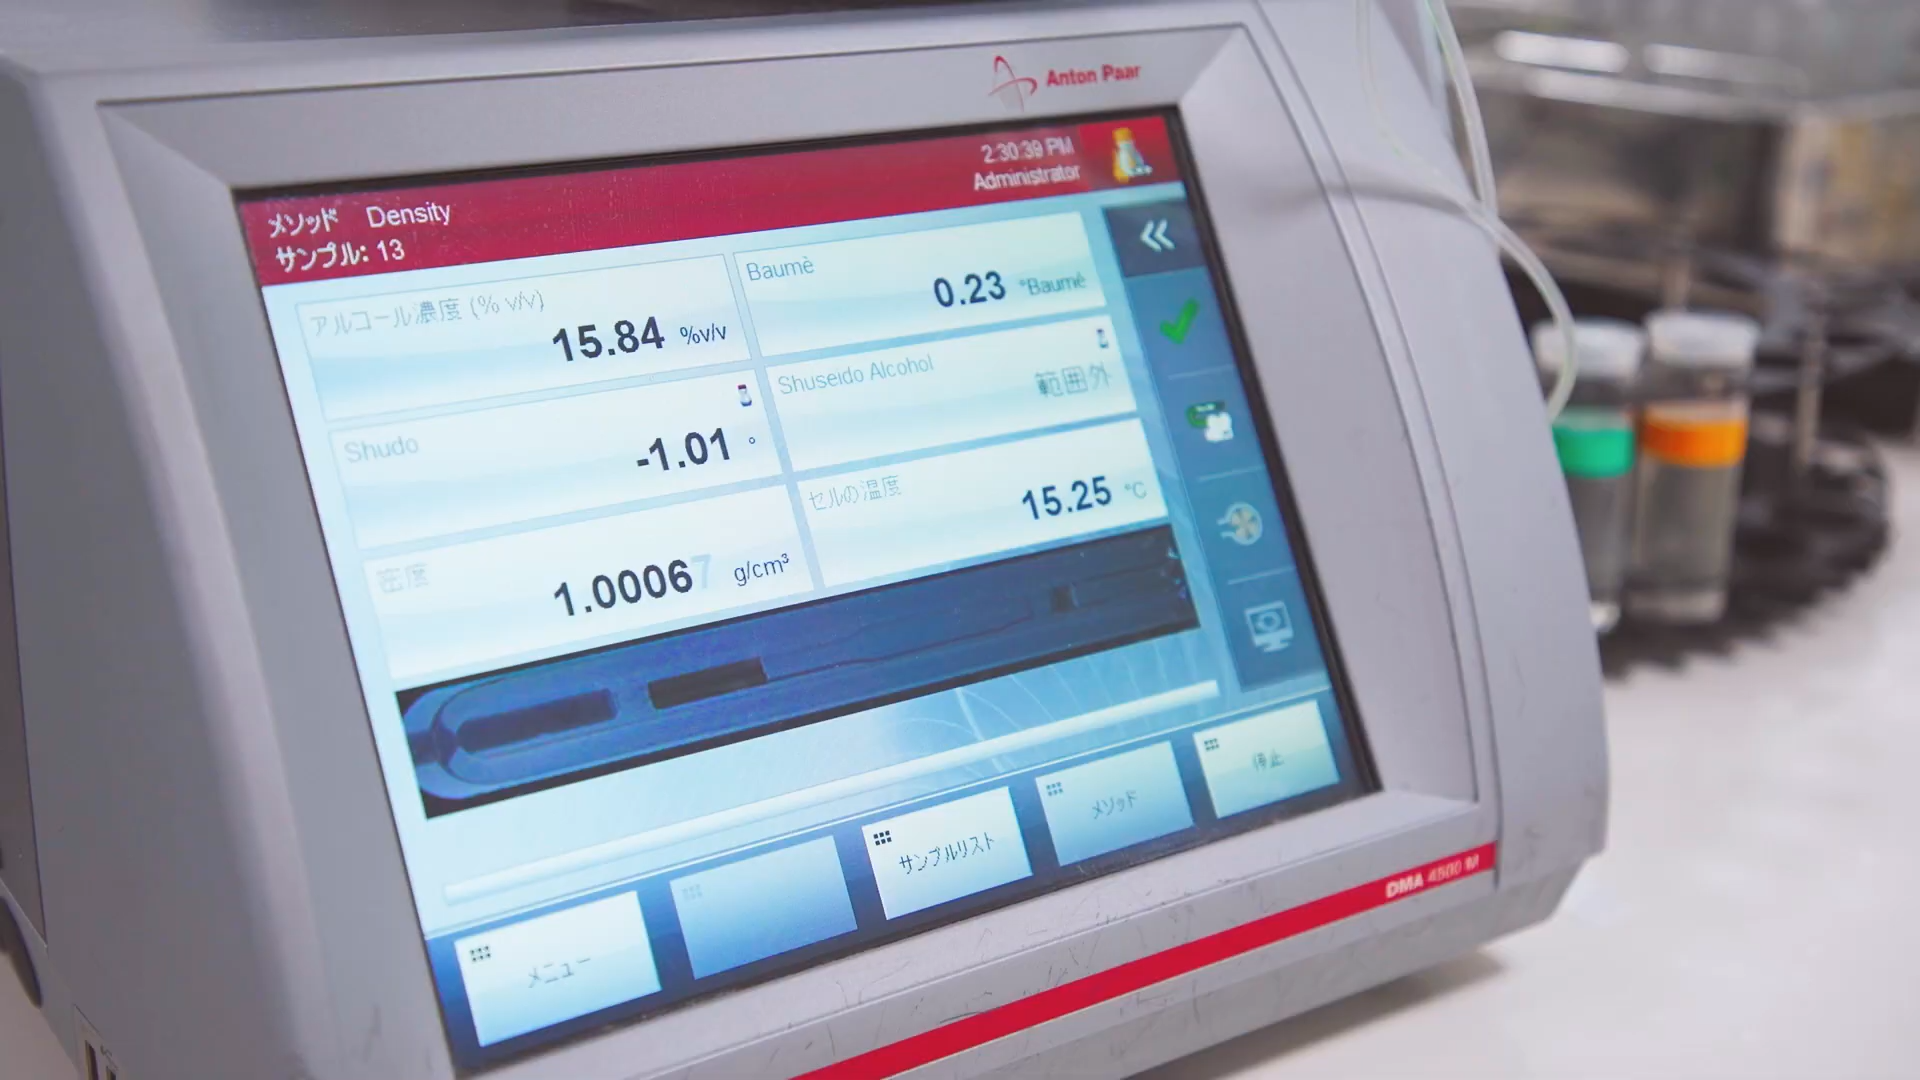 Anton Paar
2:30:39 PM
Administrator
メソッド Density
サンプル: 13
アルコール濃度 (% v/v)
15.84 %v/v
Baumè
0.23 °Baumè
Shudo
-1.01 °
Shuseido Alcohol
範囲外
密度
1.00067 g/cm³
セルの温度
15.25 °C
メニュー
サンプルリスト
メソッド
停止
DMA 4500 M